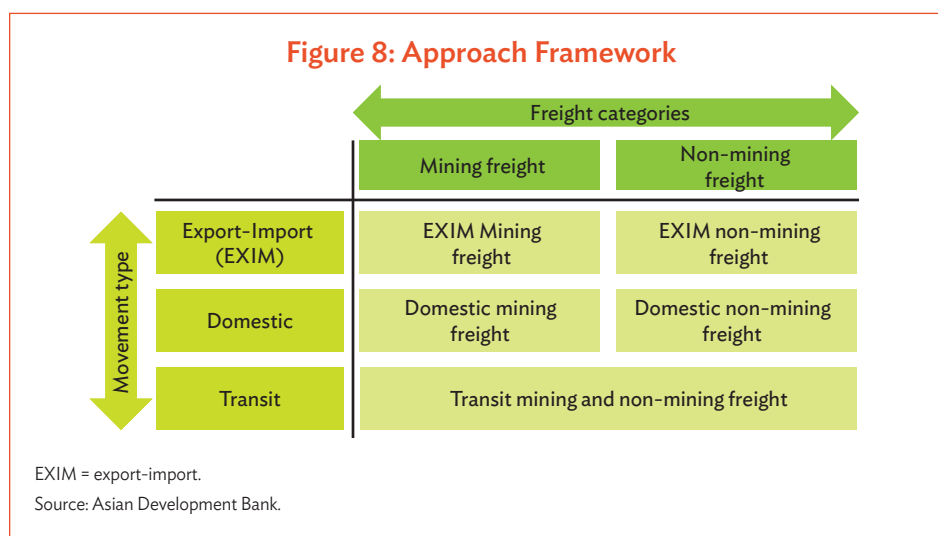 Figure 8: Approach Framework
Freight categories
Mining freight
Non-mining
freight
Movement type
Export-Import
(EXIM)
EXIM Mining
freight
EXIM non-mining
freight
Domestic
Domestic mining
freight
Domestic non-mining
freight
Transit
Transit mining and non-mining freight
EXIM = export-import.
Source: Asian Development Bank.